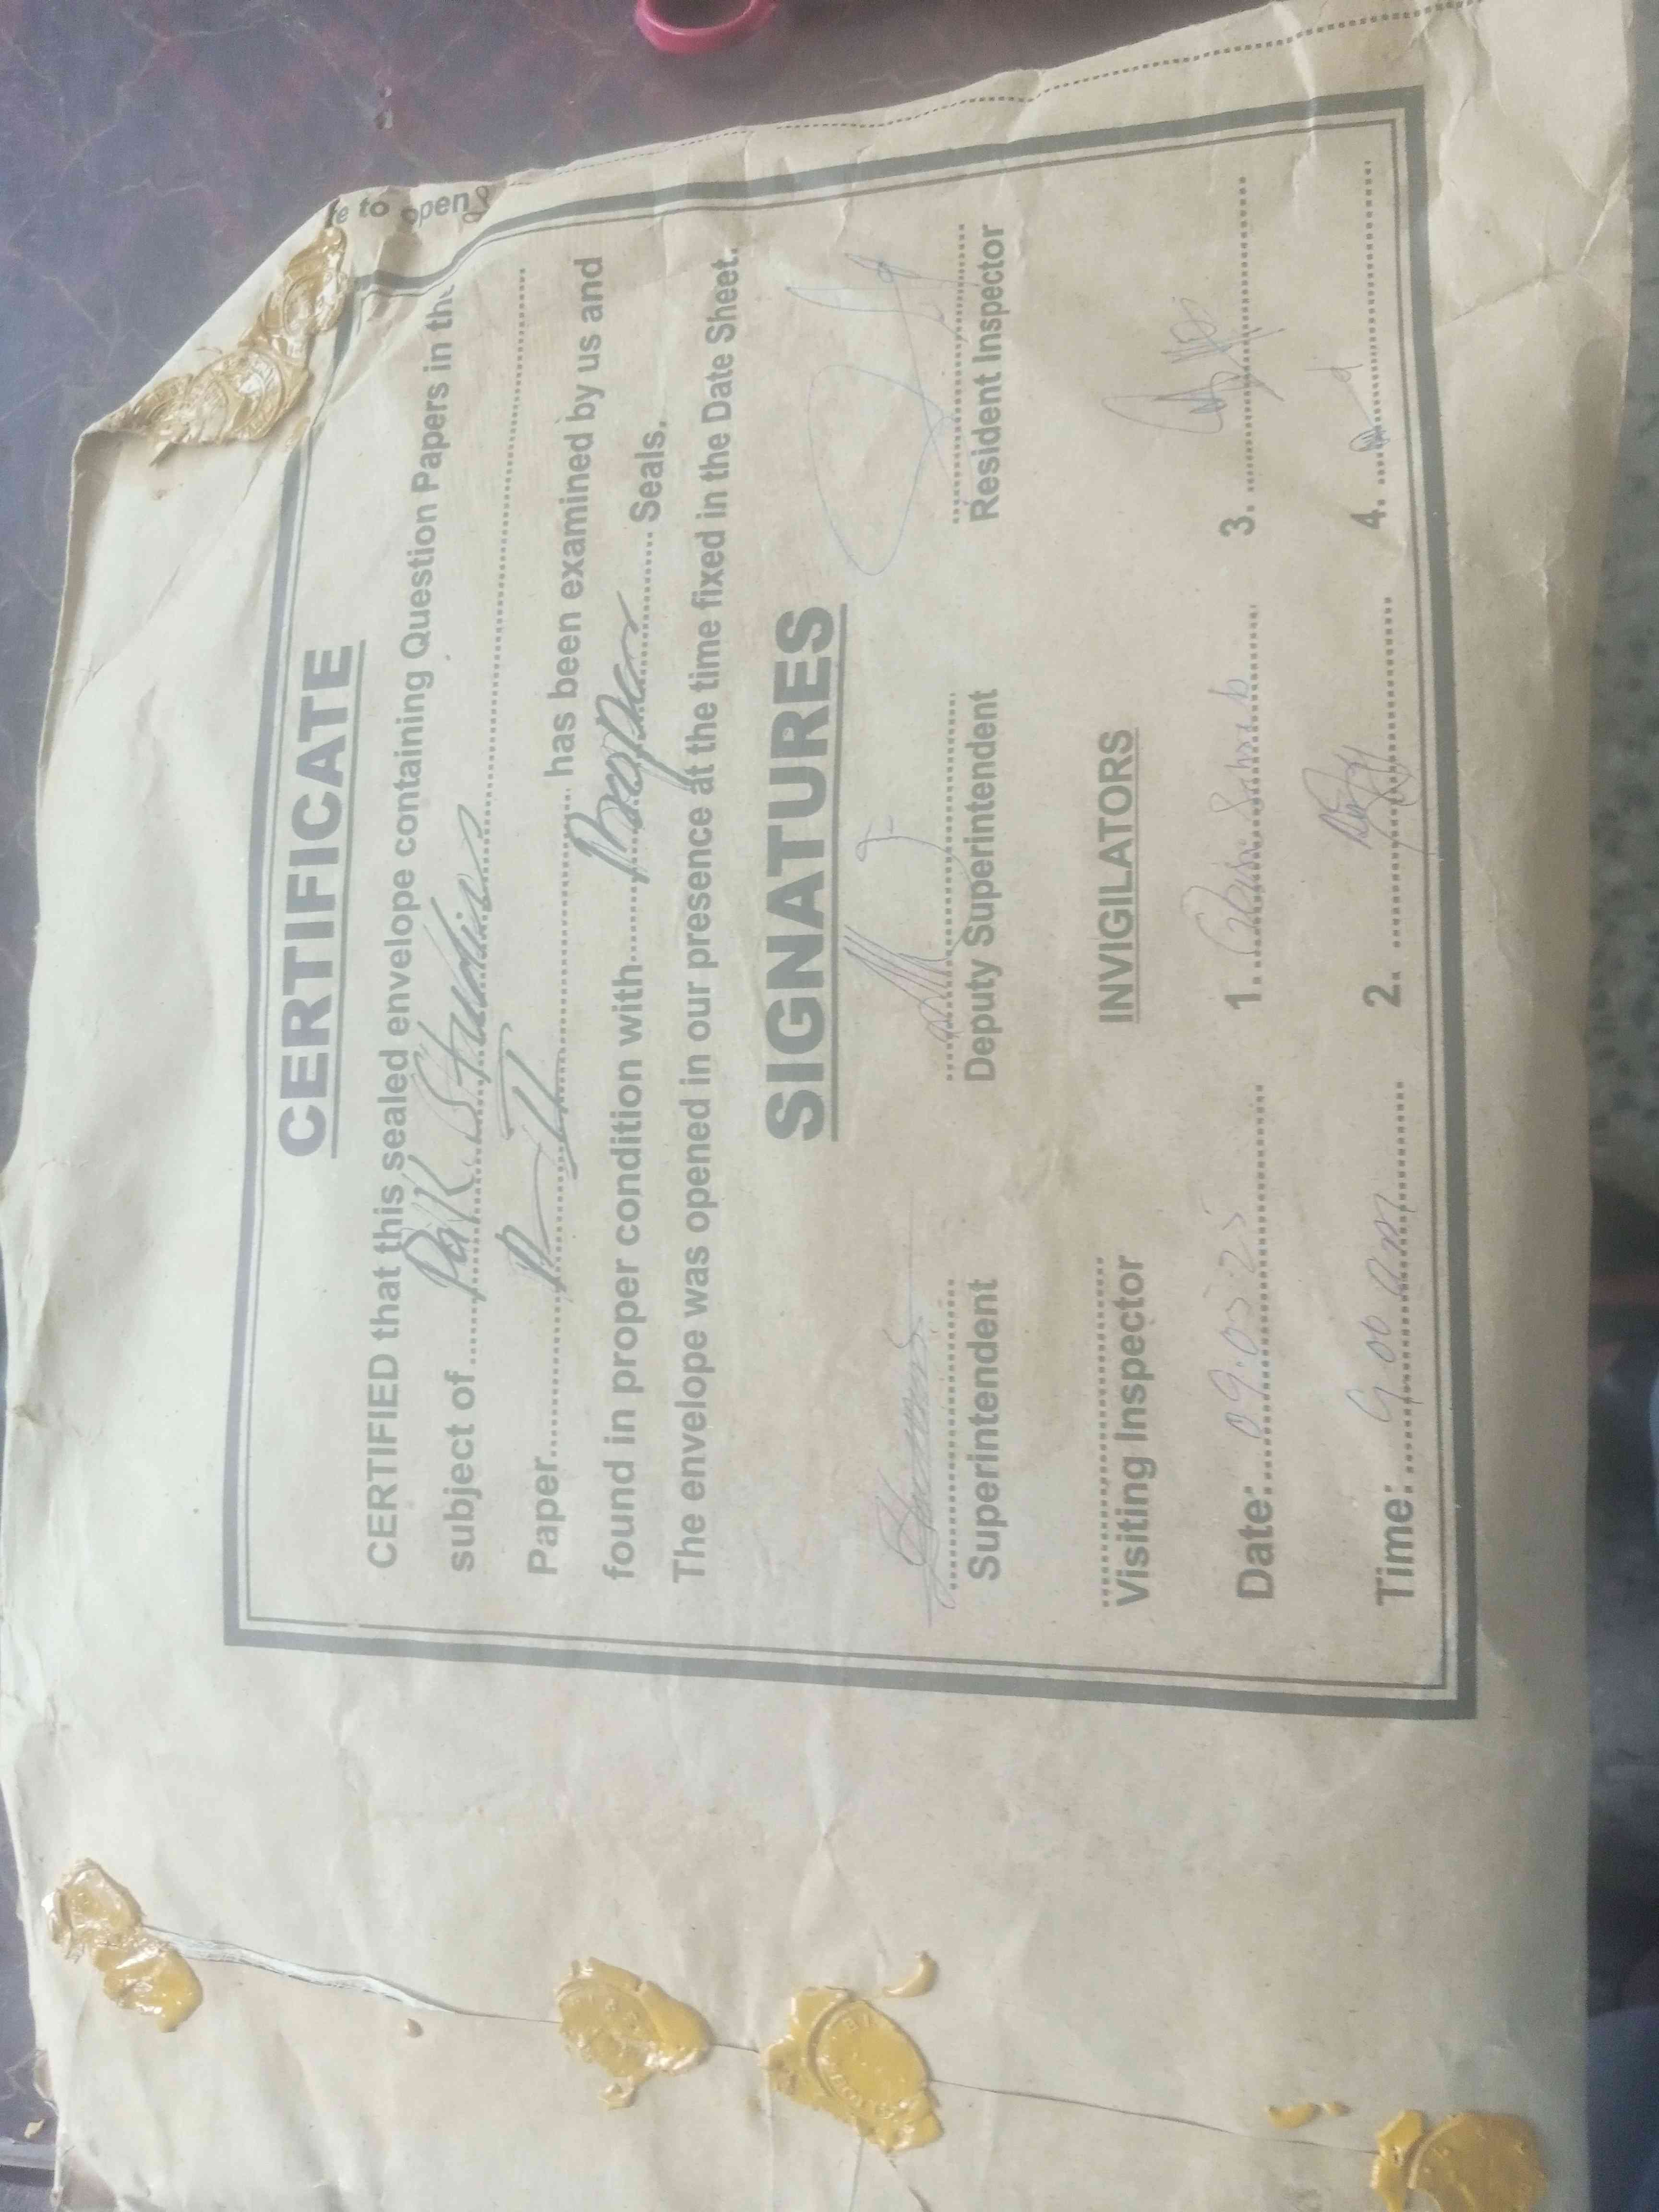 e to open
CERTIFICATE
CERTIFIED that this sealed envelope containing Question Papers in the
subject of Pak Studies
Paper II has been examined by us and
found in proper condition with Proper Seals.
The envelope was opened in our presence at the time fixed in the Date Sheet.
SIGNATURES
Superintendent Deputy Superintendent Resident Inspector
Visiting Inspector INVIGILATORS
Date: 09.05.25 1. 3.
Time: 9.00 am 2. 4.